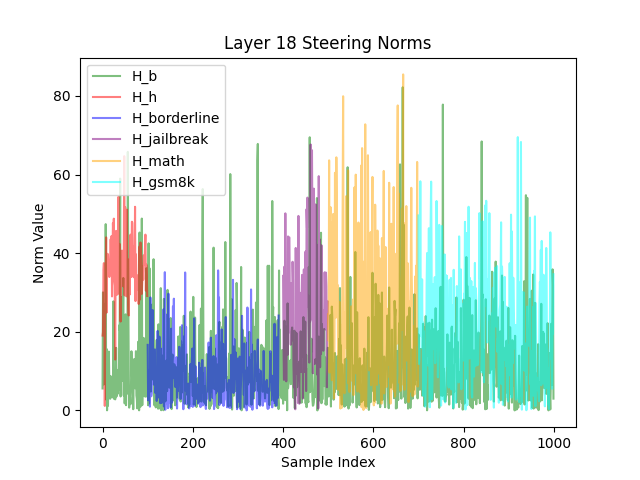 Layer 18 Steering Norms
H_b
H_h
H_borderline
H_jailbreak
H_math
H_gsm8k
80
60
40
20
0
Norm Value
0 200 400 600 800 1000
Sample Index